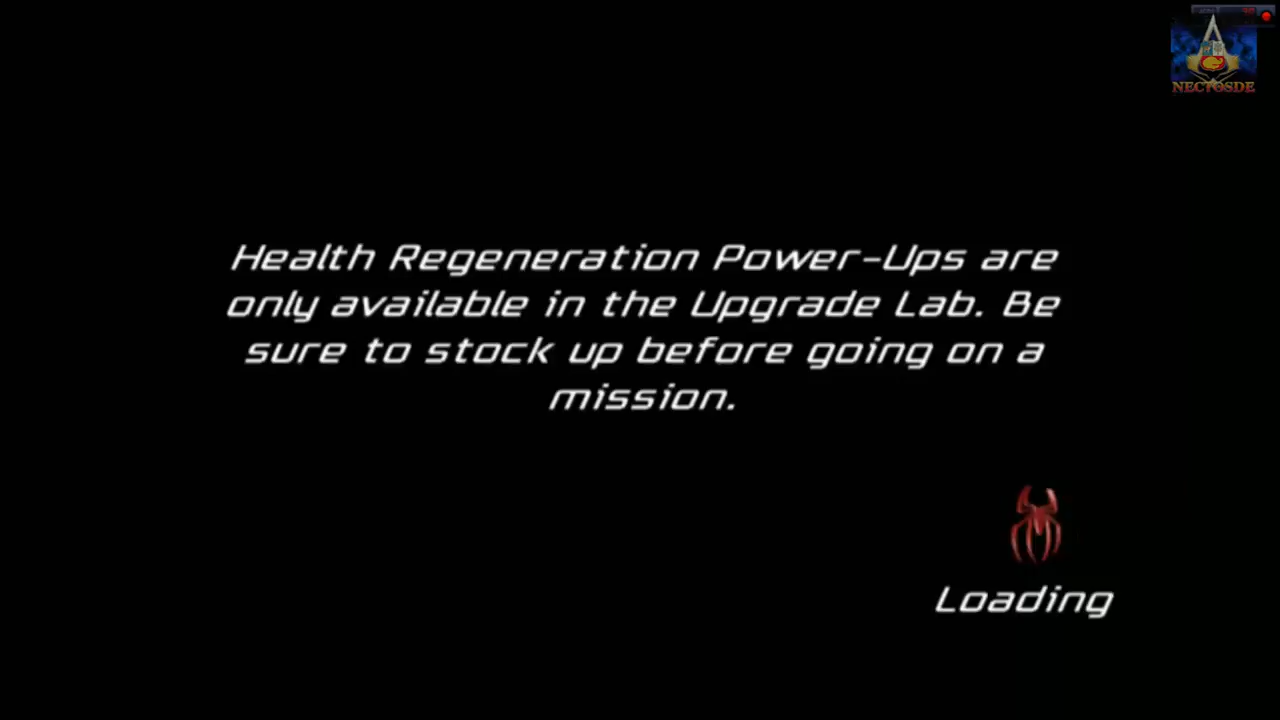 NECTOSDE
Health Regeneration Power-Ups are
only available in the Upgrade Lab. Be
sure to stock up before going on a
mission.
Loading